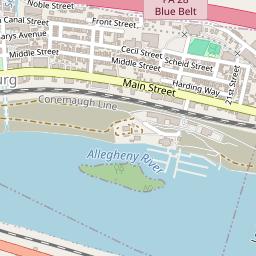 Noble Street
PA 28
Blue Belt
Canal Street
Front Street
arys Avenue
Cecil Street
Scheid Street
Middle Street
Middle Street
urg
Main Street
Harding Way
21st Street
Conemaugh Line
Allegheny River